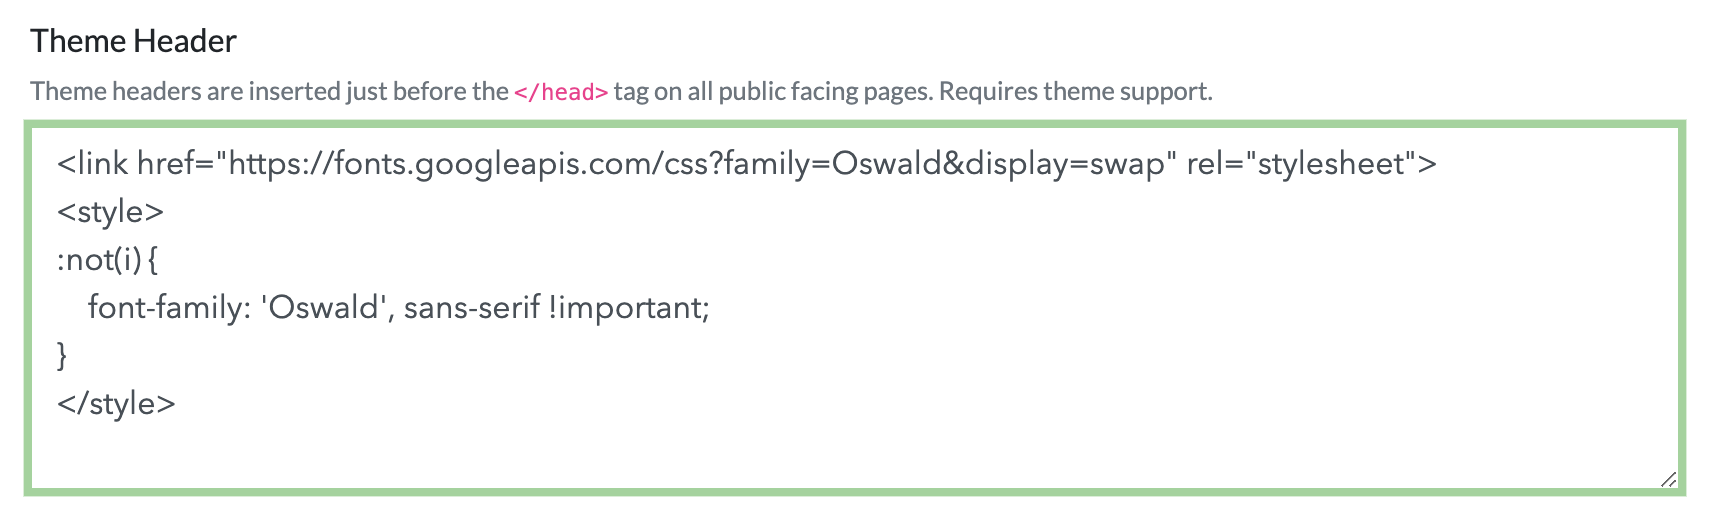 Theme Header
Theme headers are inserted just before the </head> tag on all public facing pages. Requires theme support.
<link href="https://fonts.googleapis.com/css?family=Oswald&display=swap" rel="stylesheet">
<style>
:not(i) {
    font-family: 'Oswald', sans-serif !important;
}
</style>